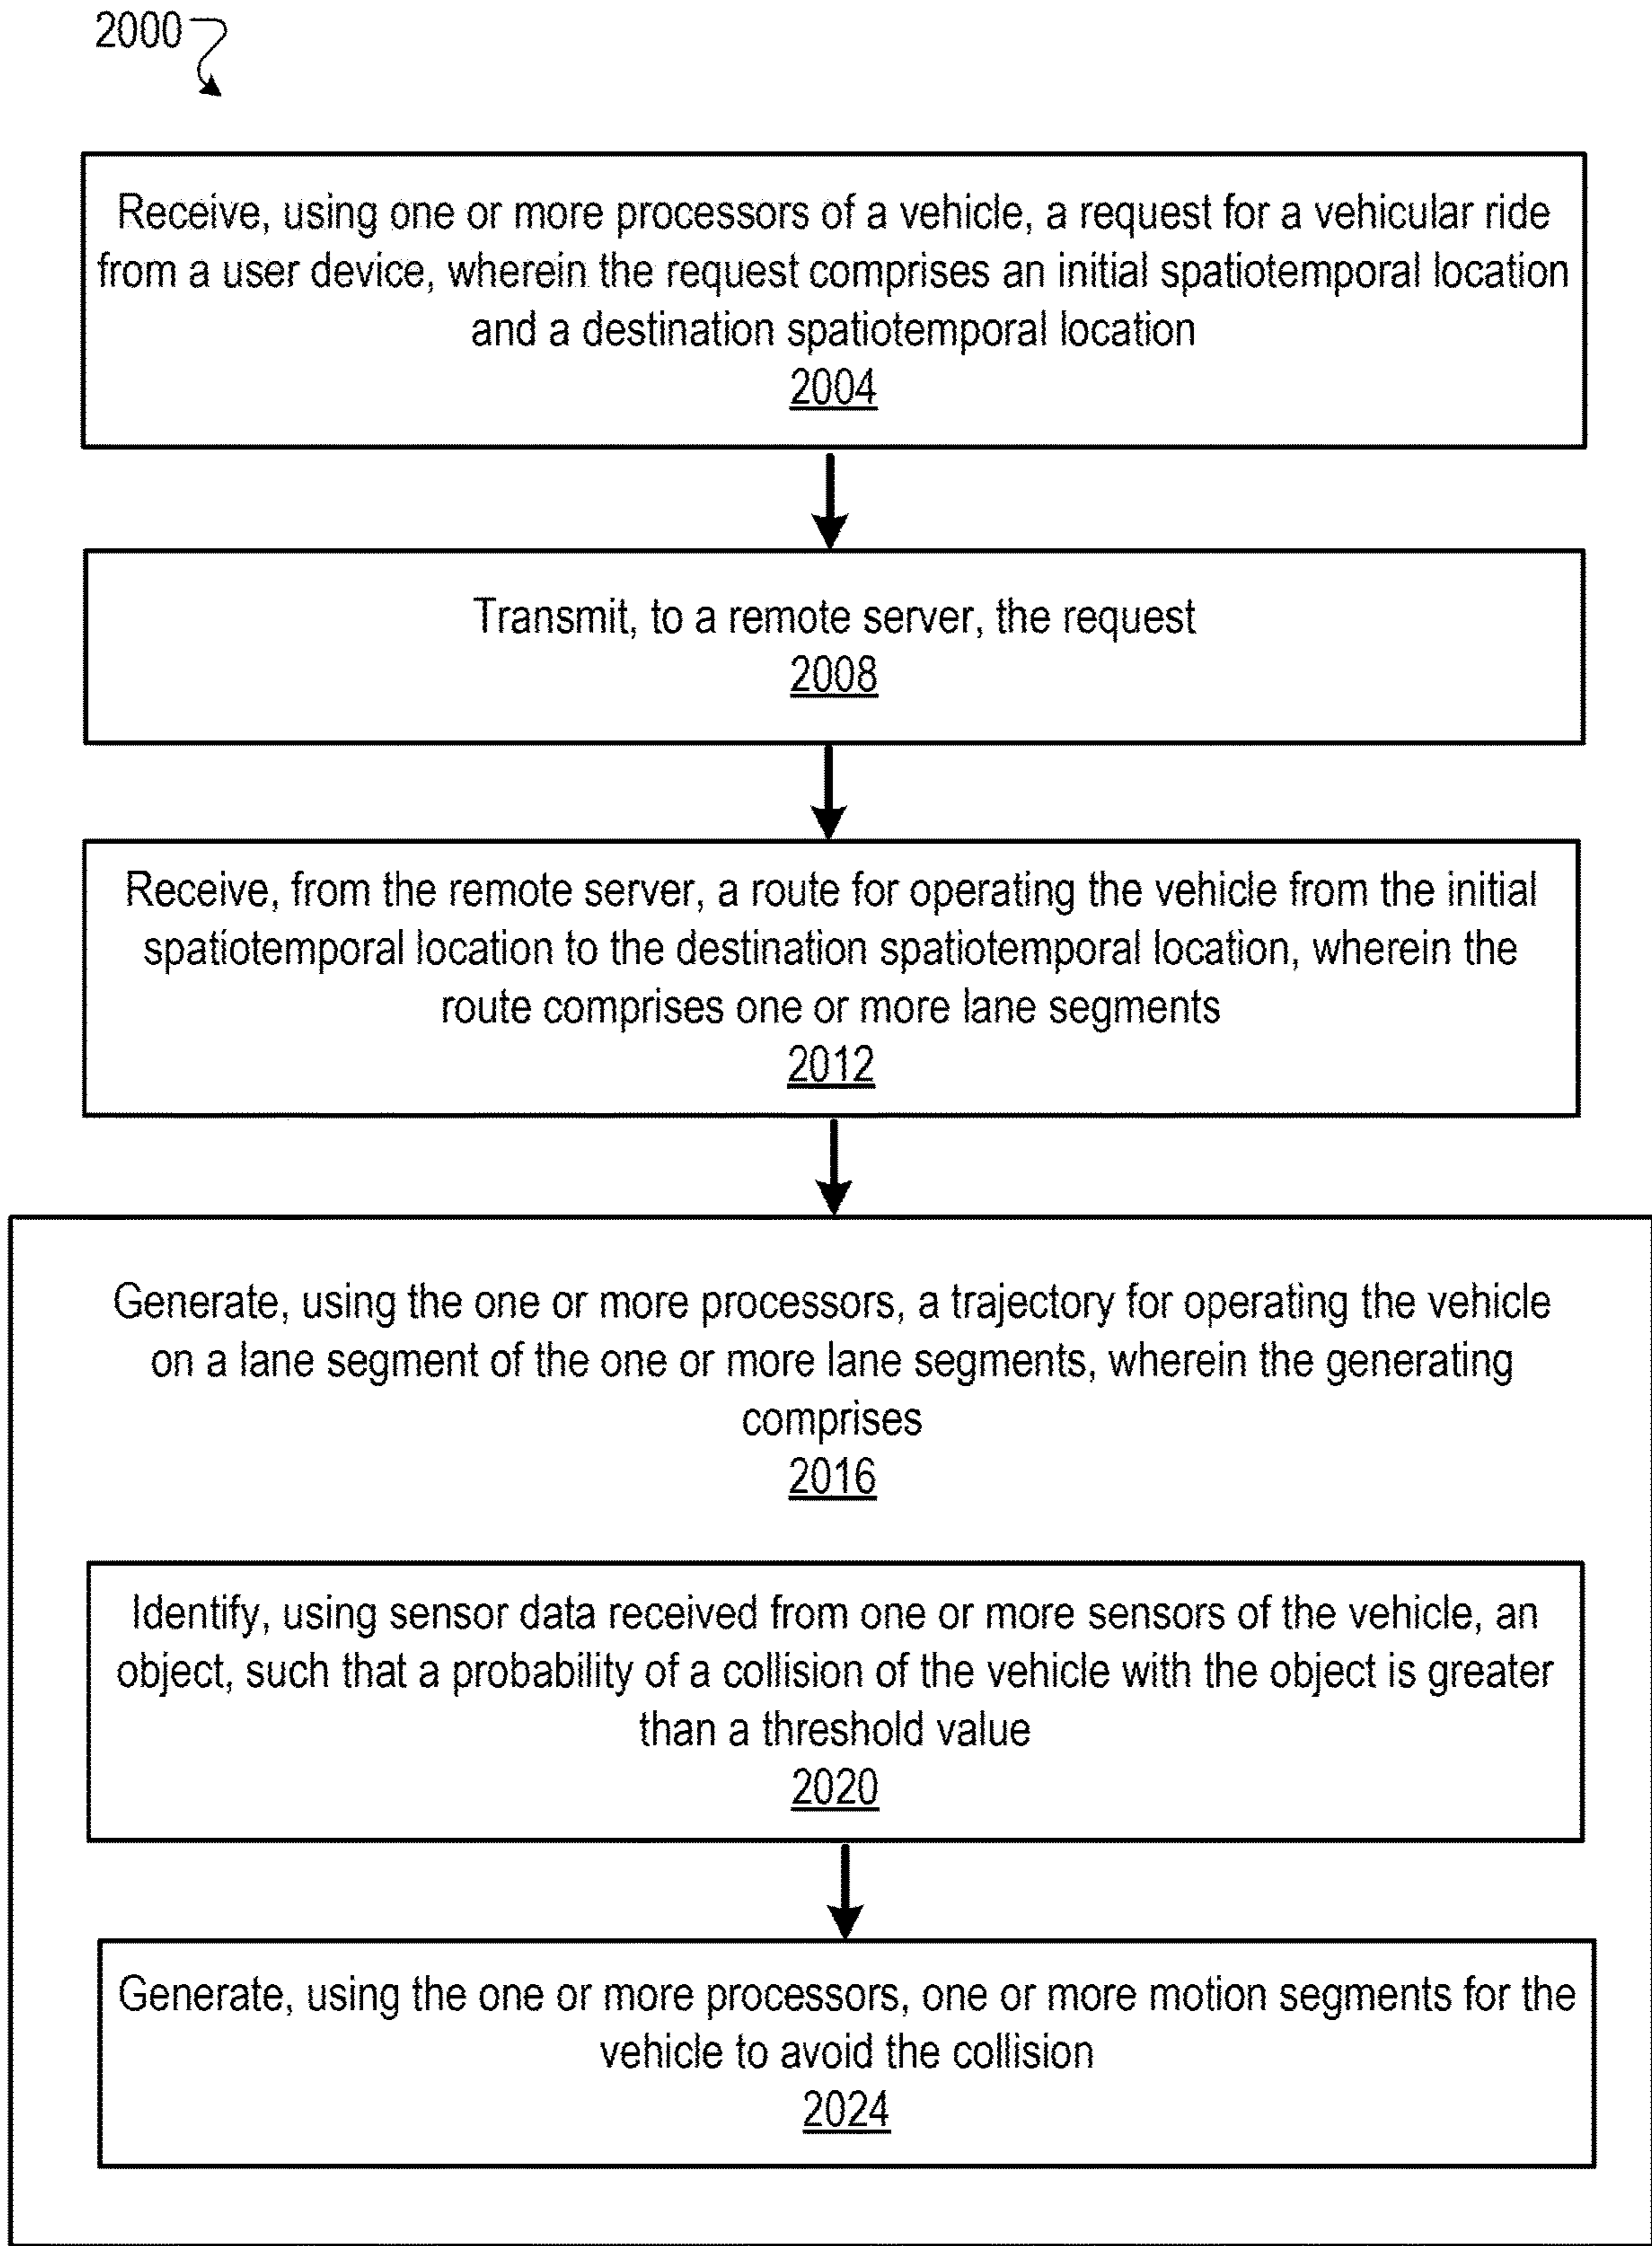 2000
Receive, using one or more processors of a vehicle, a request for a vehicular ride
from a user device, wherein the request comprises an initial spatiotemporal location
and a destination spatiotemporal location
2004
Transmit, to a remote server, the request
2008
Receive, from the remote server, a route for operating the vehicle from the initial
spatiotemporal location to the destination spatiotemporal location, wherein the
route comprises one or more lane segments
2012
Generate, using the one or more processors, a trajectory for operating the vehicle
on a lane segment of the one or more lane segments, wherein the generating
comprises
2016
Identify, using sensor data received from one or more sensors of the vehicle, an
object, such that a probability of a collision of the vehicle with the object is greater
than a threshold value
2020
Generate, using the one or more processors, one or more motion segments for the
vehicle to avoid the collision
2024